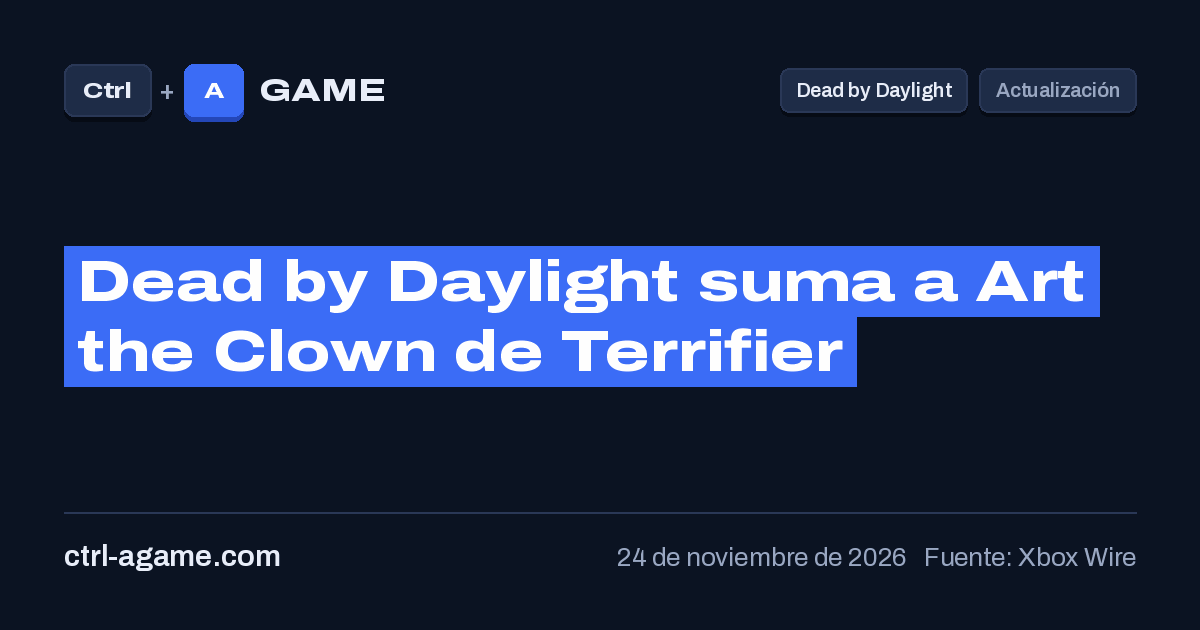 Ctrl + A GAME
Dead by Daylight
Actualización
Dead by Daylight suma a Art
the Clown de Terrifier
ctrl-agame.com
24 de noviembre de 2026 Fuente: Xbox Wire